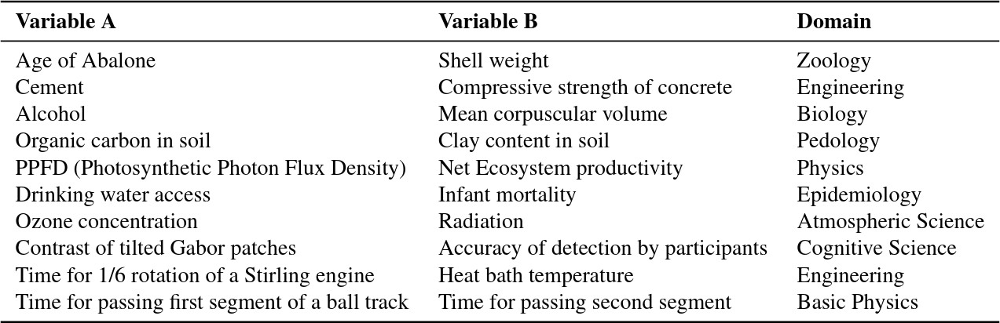 Variable A Variable B Domain
Age of Abalone Shell weight Zoology
Cement Compressive strength of concrete Engineering
Alcohol Mean corpuscular volume Biology
Organic carbon in soil Clay content in soil Pedology
PPFD (Photosynthetic Photon Flux Density) Net Ecosystem productivity Physics
Drinking water access Infant mortality Epidemiology
Ozone concentration Radiation Atmospheric Science
Contrast of tilted Gabor patches Accuracy of detection by participants Cognitive Science
Time for 1/6 rotation of a Stirling engine Heat bath temperature Engineering
Time for passing first segment of a ball track Time for passing second segment Basic Physics